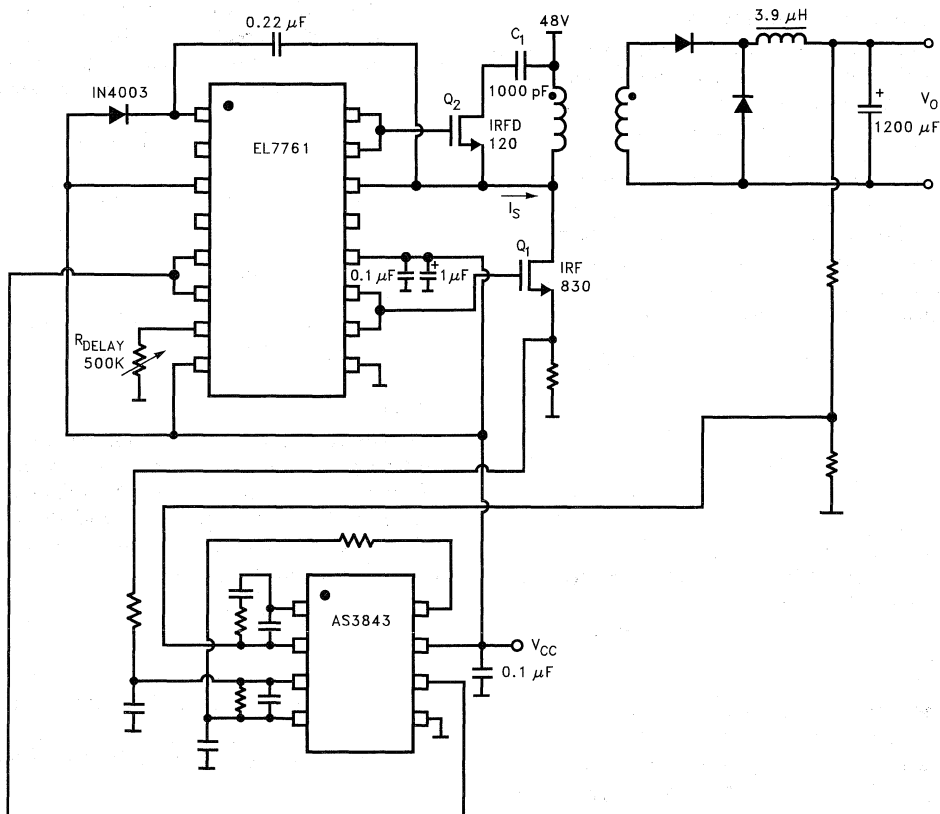 0.22 μF
48V
C1
1000 pF
3.9 μH
IN4003
EL7761
Q2
IRFD
120
+
1200 μF
VO
IS
Q1
IRF
830
0.1 μF
+
1 μF
RDELAY
500K
AS3843
VCC
0.1 μF